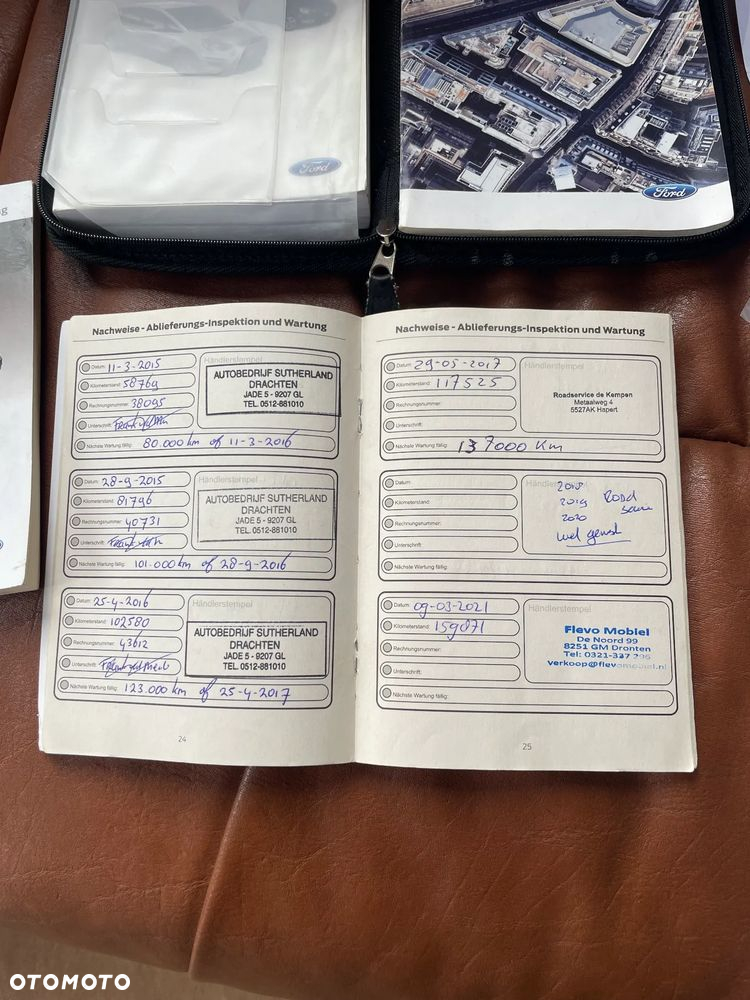 Ford
Ford
Nachweise - Ablieferungs-Inspektion und Wartung
Datum: 11-3-2015
Händlerstempel
Kilometerstand: 58769
Rechnungsnummer: 38095
Unterschrift:
AUTOBEDRIJF SUTHERLAND
DRACHTEN
JADE 5 - 9207 GL
TEL. 0512-881010
Nächste Wartung fällig: 80.000 km of 11-3-2016
Datum: 28-9-2015
Händlerstempel
Kilometerstand: 81796
Rechnungsnummer: 40731
Unterschrift:
AUTOBEDRIJF SUTHERLAND
DRACHTEN
JADE 5 - 9207 GL
TEL. 0512-881010
Nächste Wartung fällig: 101.000 km of 28-9-2016
Datum: 25-4-2016
Händlerstempel
Kilometerstand: 102580
Rechnungsnummer: 43612
Unterschrift:
AUTOBEDRIJF SUTHERLAND
DRACHTEN
JADE 5 - 9207 GL
TEL. 0512-881010
Nächste Wartung fällig: 123.000 km of 25-4-2017
24
Nachweise - Ablieferungs-Inspektion und Wartung
Datum: 29-05-2017
Händlerstempel
Kilometerstand: 117525
Rechnungsnummer:
Unterschrift:
Roadservice de Kempen
Metaalweg 4
5527AK Hapert
Nächste Wartung fällig: 137000 Km
Datum:
Kilometerstand:
Rechnungsnummer:
Unterschrift:
2018
2019
2020
wel
Nächste Wartung fällig:
Datum: 09-03-2021
Händlerstempel
Kilometerstand: 159871
Rechnungsnummer:
Unterschrift:
Flevo Mobiel
De Noord 99
8251 GM Dronten
Tel: 0321-337 296
verkoop@flevomobiel.nl
Nächste Wartung fällig:
25
OTOMOTO